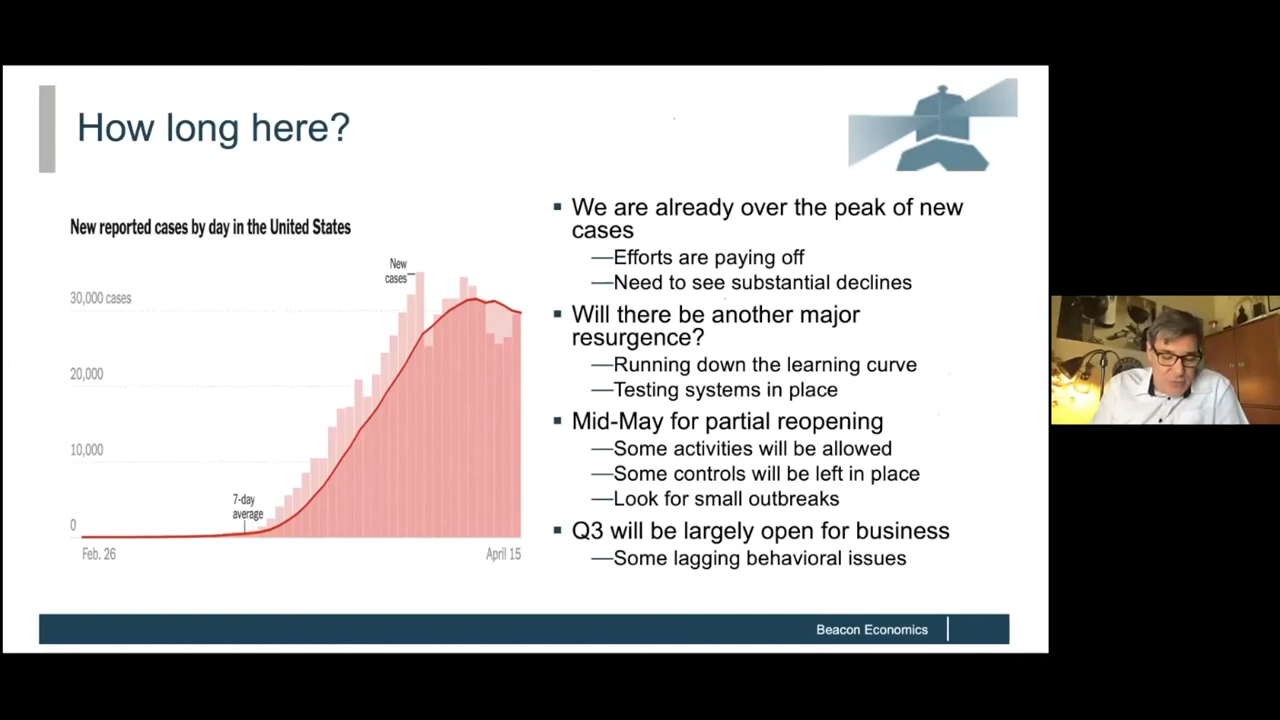 How long here?
New reported cases by day in the United States
New
cases
30,000 cases
20,000
10,000
7-day
average
0
Feb. 26
April 15
▪ We are already over the peak of new
cases
—Efforts are paying off
—Need to see substantial declines
▪ Will there be another major
resurgence?
—Running down the learning curve
—Testing systems in place
▪ Mid-May for partial reopening
—Some activities will be allowed
—Some controls will be left in place
—Look for small outbreaks
▪ Q3 will be largely open for business
—Some lagging behavioral issues
Beacon Economics